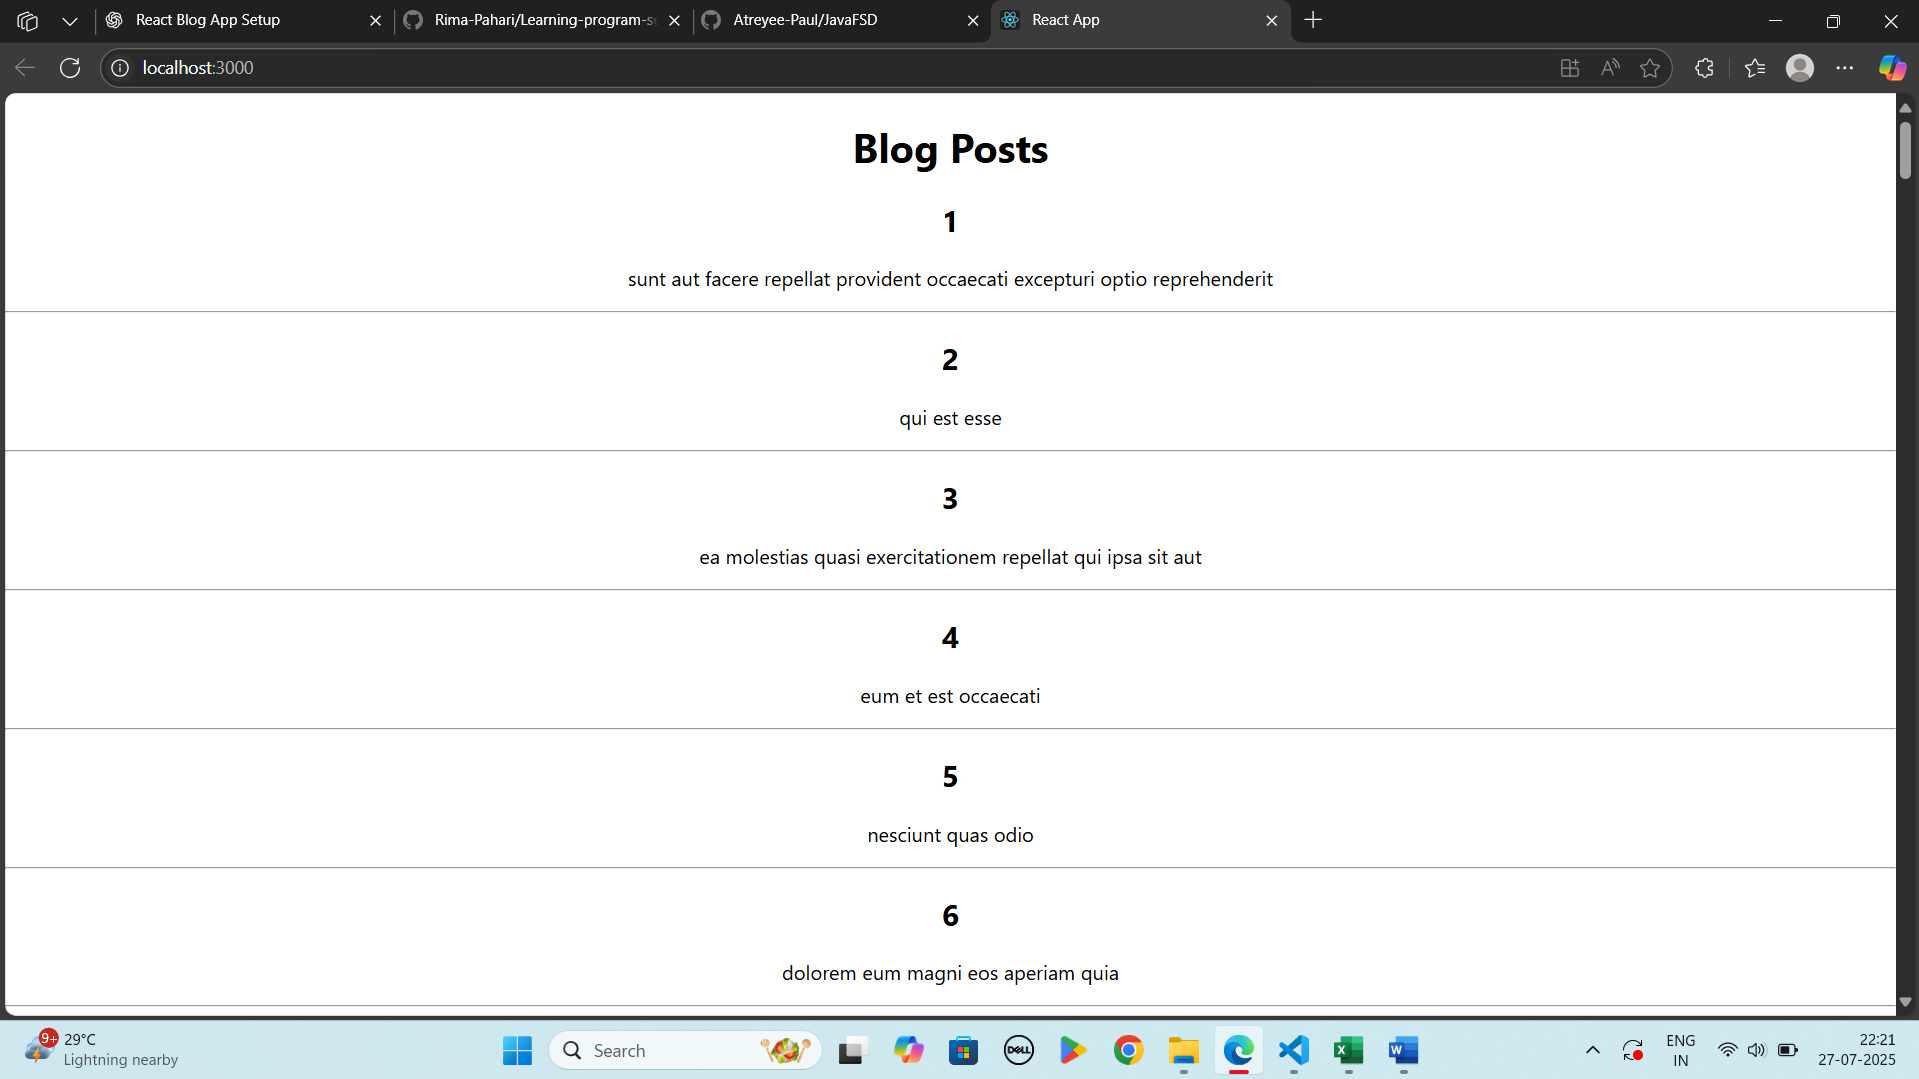 React Blog App Setup
Rima-Pahari/Learning-program-so
Atreyee-Paul/JavaFSD
React App
localhost:3000
Blog Posts
1
sunt aut facere repellat provident occaecati excepturi optio reprehenderit
2
qui est esse
3
ea molestias quasi exercitationem repellat qui ipsa sit aut
4
eum et est occaecati
5
nesciunt quas odio
6
dolorem eum magni eos aperiam quia
9+
29°C
Lightning nearby
Search
DELL
ENG
IN
22:21
27-07-2025